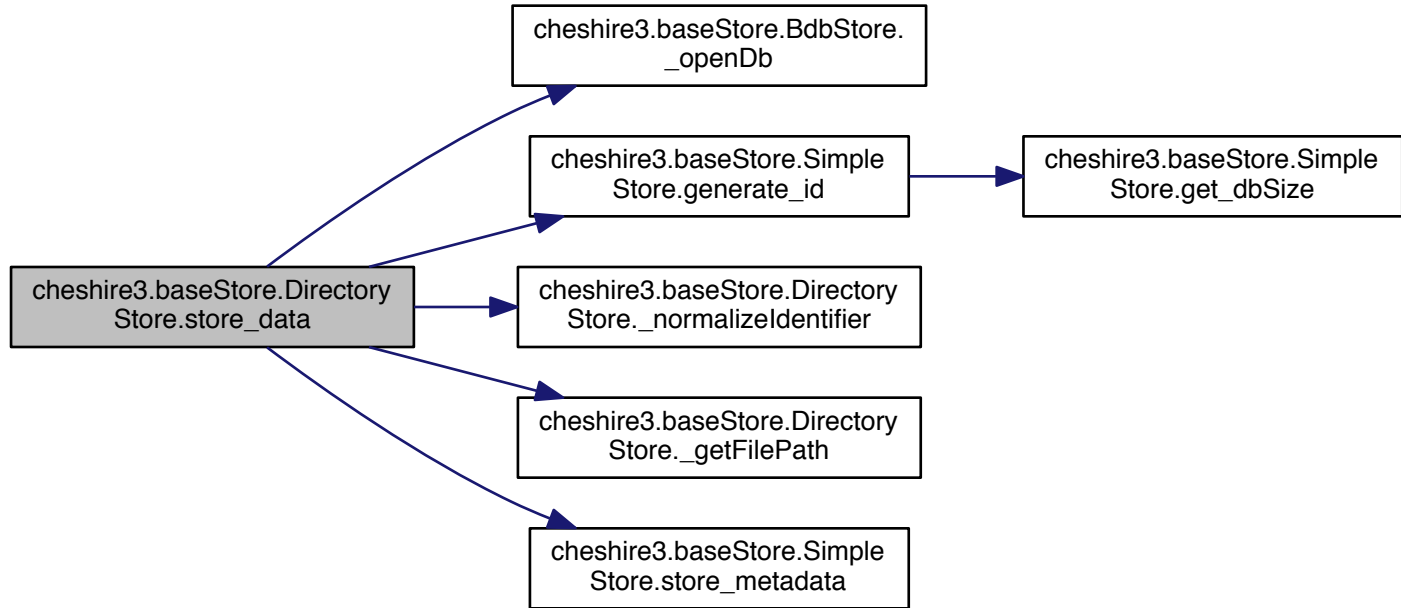 cheshire3.baseStore.BdbStore.
_openDb
cheshire3.baseStore.Simple
Store.generate_id
cheshire3.baseStore.Simple
Store.get_dbSize
cheshire3.baseStore.Directory
Store.store_data
cheshire3.baseStore.Directory
Store._normalizeIdentifier
cheshire3.baseStore.Directory
Store._getFilePath
cheshire3.baseStore.Simple
Store.store_metadata